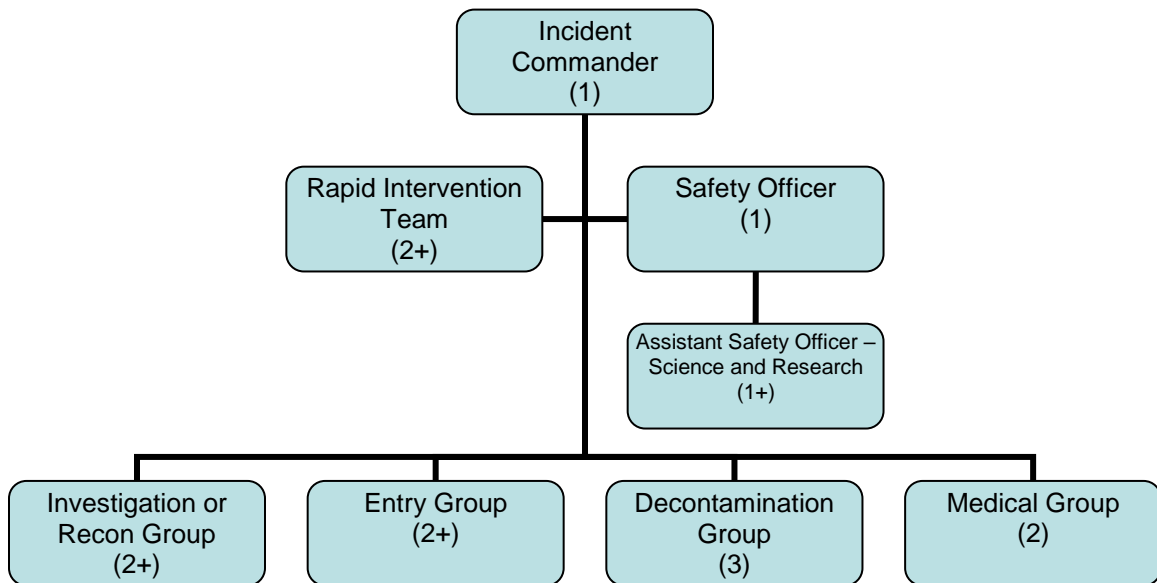 Incident
Commander
(1)
Rapid Intervention
Team
(2+)
Safety Officer
(1)
Assistant Safety Officer –
Science and Research
(1+)
Investigation or
Recon Group
(2+)
Entry Group
(2+)
Decontamination
Group
(3)
Medical Group
(2)